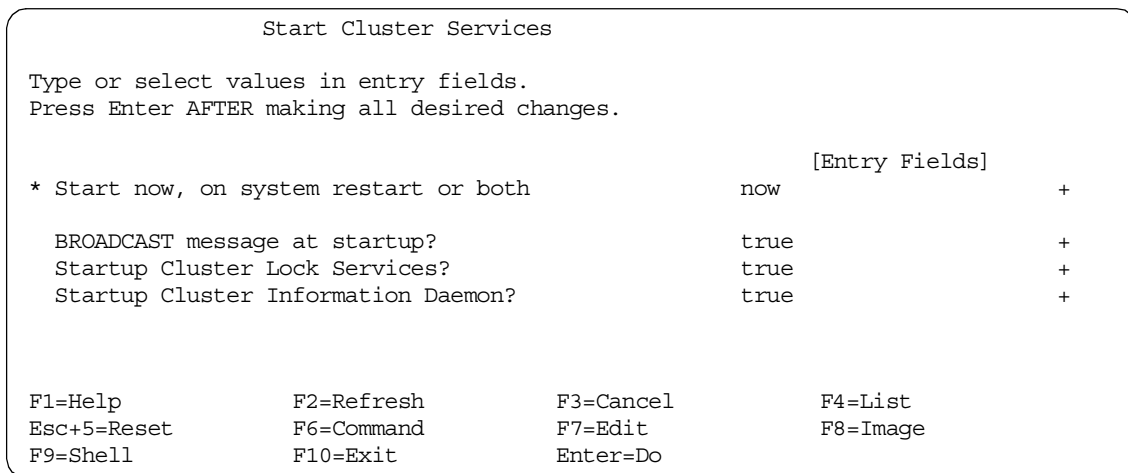 Start Cluster Services
Type or select values in entry fields.
Press Enter AFTER making all desired changes.
[Entry Fields]
* Start now, on system restart or both now +
BROADCAST message at startup? true +
Startup Cluster Lock Services? true +
Startup Cluster Information Daemon? true +
F1=Help F2=Refresh F3=Cancel F4=List
Esc+5=Reset F6=Command F7=Edit F8=Image
F9=Shell F10=Exit Enter=Do